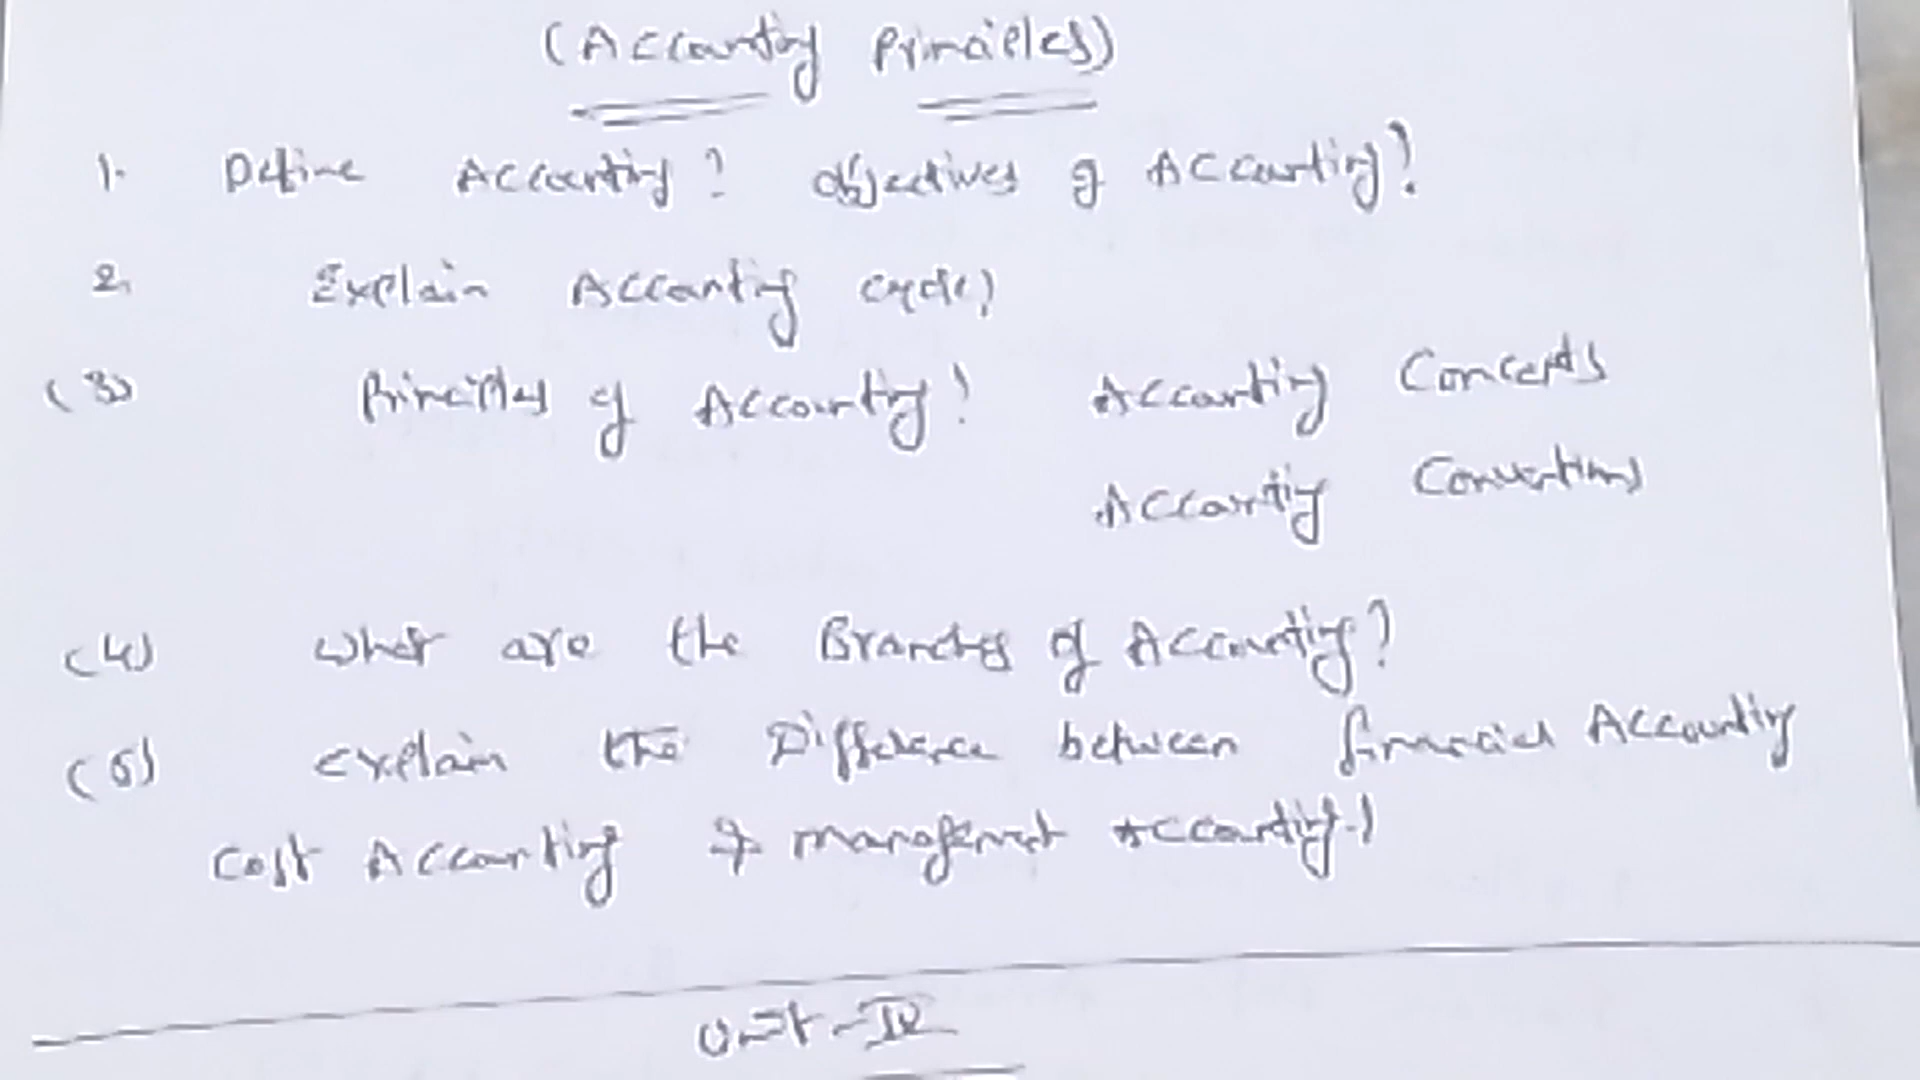 (Accounting Principles)
1. Define Accounting? objectives of Accounting?
2. Explain Accounting cycle?
(3) Principles of Accounting? Accounting Concepts
Accounting Conventions
(4) What are the Branches of Accounting?
(5) explain the Difference between financial Accounting
Cost Accounting & management Accounting.?
Unit-IV